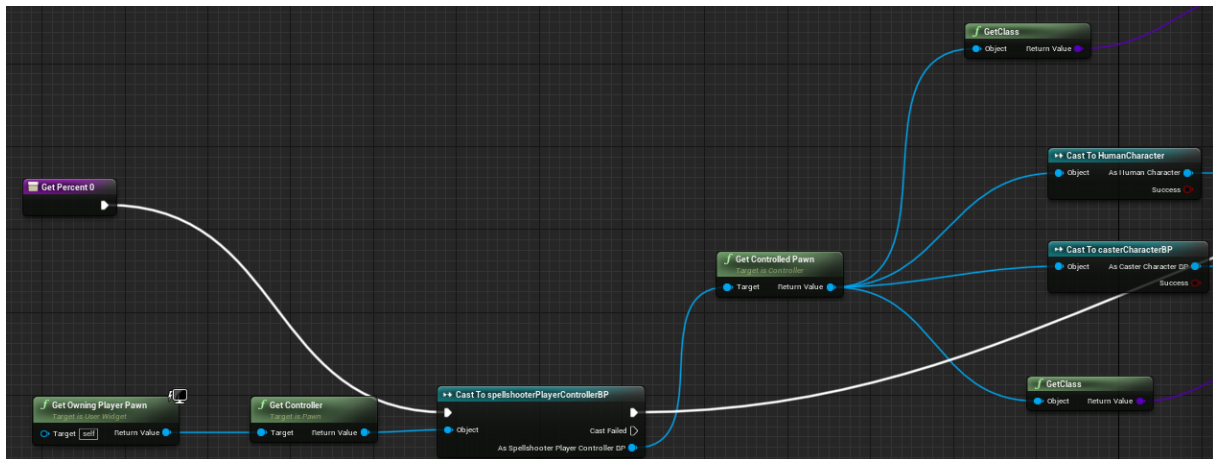 GetClass
Object Return Value
Cast To HumanCharacter
Object As Human Character
Success
Get Percent 0
Cast To casterCharacterBP
Object As Caster Character BP
Success
Get Controlled Pawn
Target is Controller
Target Return Value
GetClass
Object Return Value
Cast To spellshooterPlayerControllerBP
Object
Cast Failed
As Spellshooter Player Controller BP
Get Owning Player Pawn
Target is User Widget
Target self Return Value
Get Controller
Target is Pawn
Target Return Value